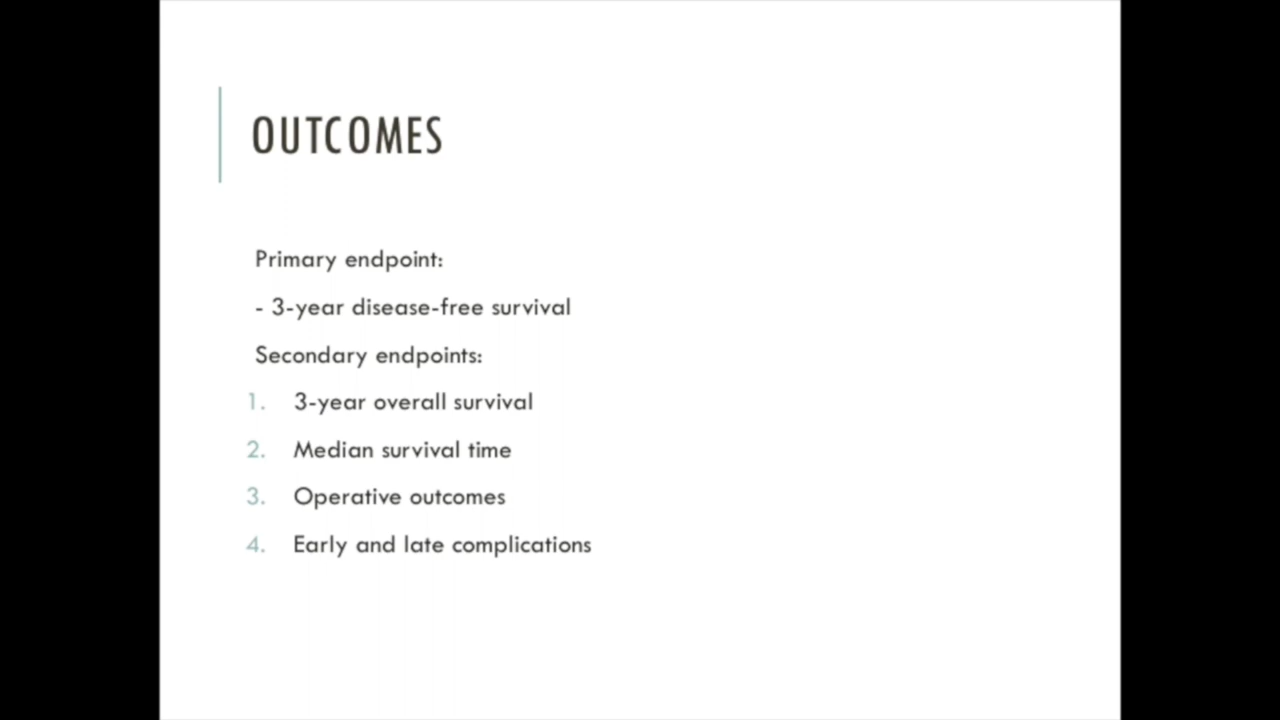 OUTCOMES
Primary endpoint:
- 3-year disease-free survival
Secondary endpoints:
1. 3-year overall survival
2. Median survival time
3. Operative outcomes
4. Early and late complications